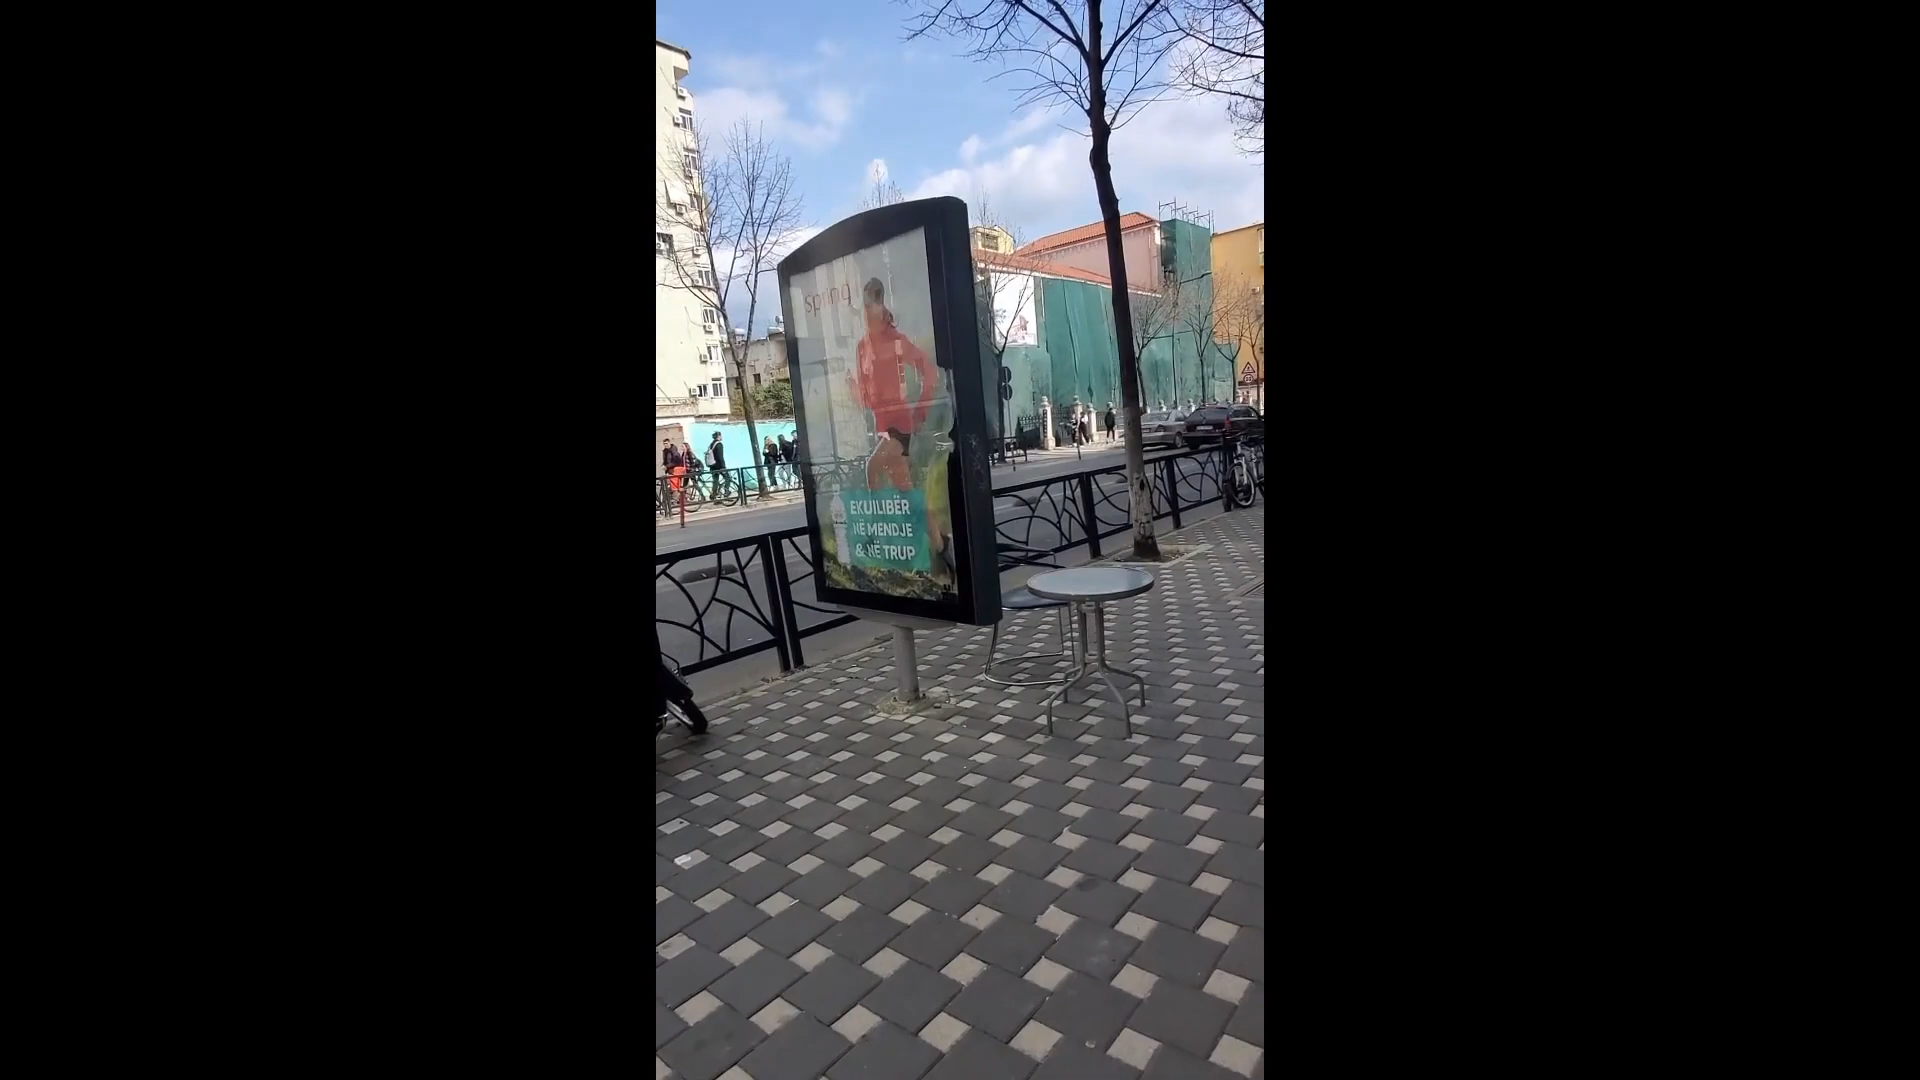 spring
EKUILIBËR
NË MENDJE
& NË TRUP